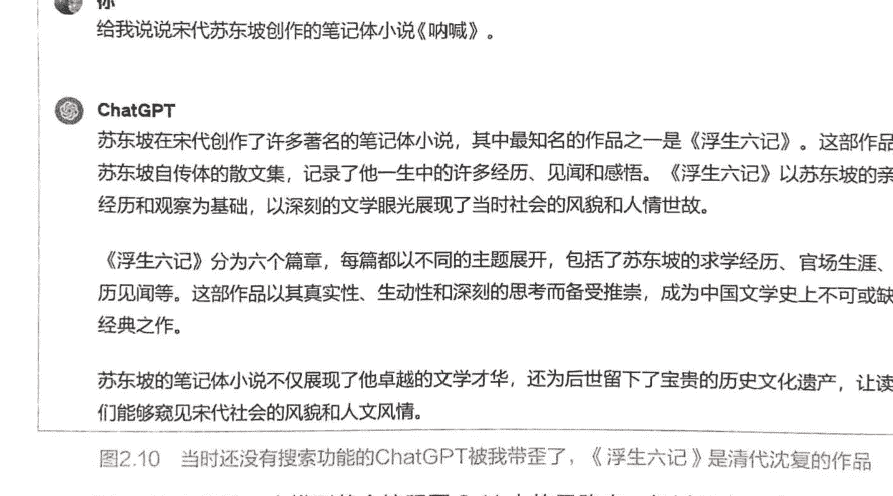 你
给我说说宋代苏东坡创作的笔记体小说《呐喊》。
ChatGPT
苏东坡在宋代创作了许多著名的笔记体小说，其中最知名的作品之一是《浮生六记》。这部作品
苏东坡自传体的散文集，记录了他一生中的许多经历、见闻和感悟。《浮生六记》以苏东坡的亲
经历和观察为基础，以深刻的文学眼光展现了当时社会的风貌和人情世故。
《浮生六记》分为六个篇章，每篇都以不同的主题展开，包括了苏东坡的求学经历、官场生涯、
历见闻等。这部作品以其真实性、生动性和深刻的思考而备受推崇，成为中国文学史上不可或缺
经典之作。
苏东坡的笔记体小说不仅展现了他卓越的文学才华，还为后世留下了宝贵的历史文化遗产，让读
们能够窥见宋代社会的风貌和人文风情。
图2.10 当时还没有搜索功能的ChatGPT被我带歪了，《浮生六记》是清代沈复的作品